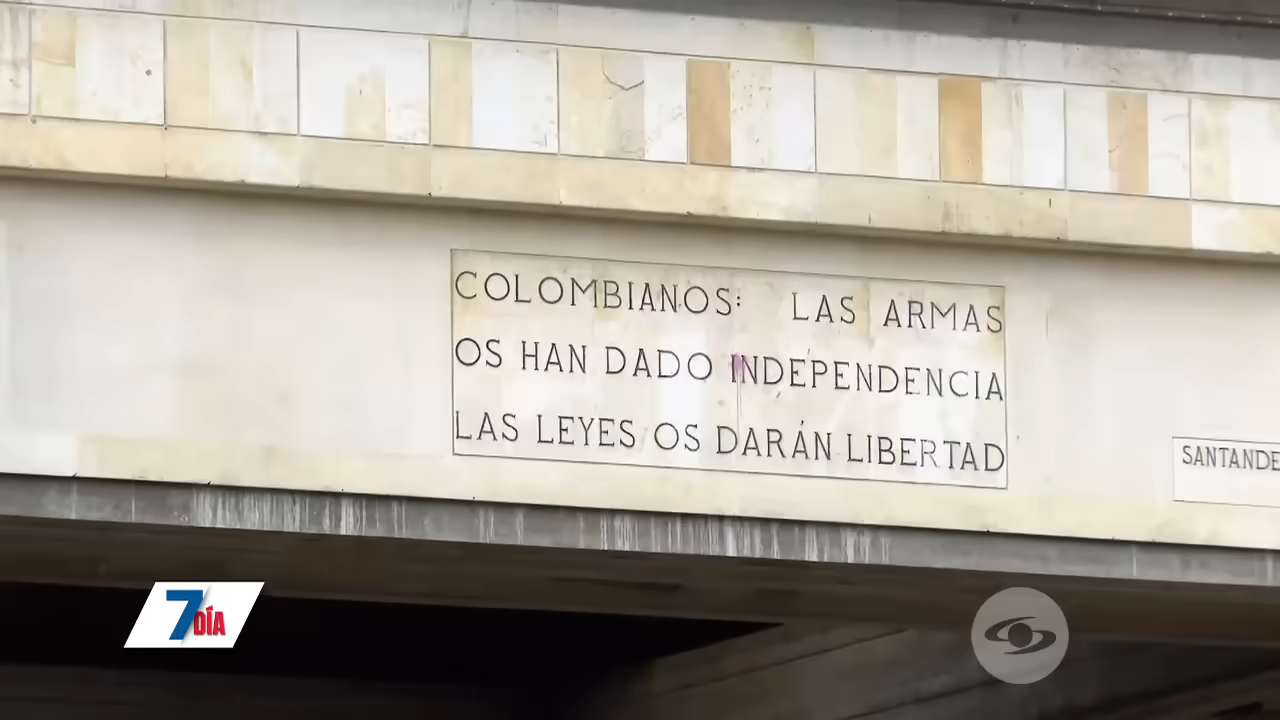 COLOMBIANOS: LAS ARMAS
OS HAN DADO INDEPENDENCIA
LAS LEYES OS DARÁN LIBERTAD
SANTANDE
7DÍA